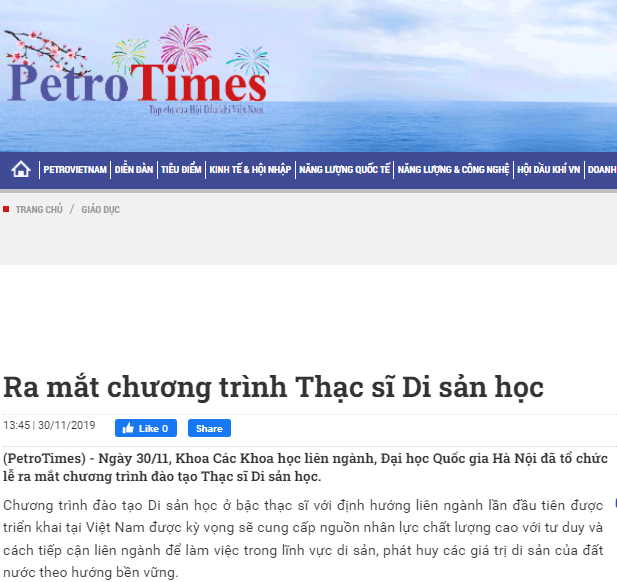 PetroTimes
Tạp chí của Hội Dầu khí Việt Nam
PETROVIETNAM DIỄN ĐÀN TIÊU ĐIỂM KINH TẾ & HỘI NHẬP NĂNG LƯỢNG QUỐC TẾ NĂNG LƯỢNG & CÔNG NGHỆ HỘI DẦU KHÍ VN DOANH
TRANG CHỦ / GIÁO DỤC
Ra mắt chương trình Thạc sĩ Di sản học
13:45 | 30/11/2019 Like 0 Share
(PetroTimes) - Ngày 30/11, Khoa Các Khoa học liên ngành, Đại học Quốc gia Hà Nội đã tổ chức
lễ ra mắt chương trình đào tạo Thạc sĩ Di sản học.
Chương trình đào tạo Di sản học ở bậc thạc sĩ với định hướng liên ngành lần đầu tiên được
triển khai tại Việt Nam được kỳ vọng sẽ cung cấp nguồn nhân lực chất lượng cao với tư duy và
cách tiếp cận liên ngành để làm việc trong lĩnh vực di sản, phát huy các giá trị di sản của đất
nước theo hướng bền vững.